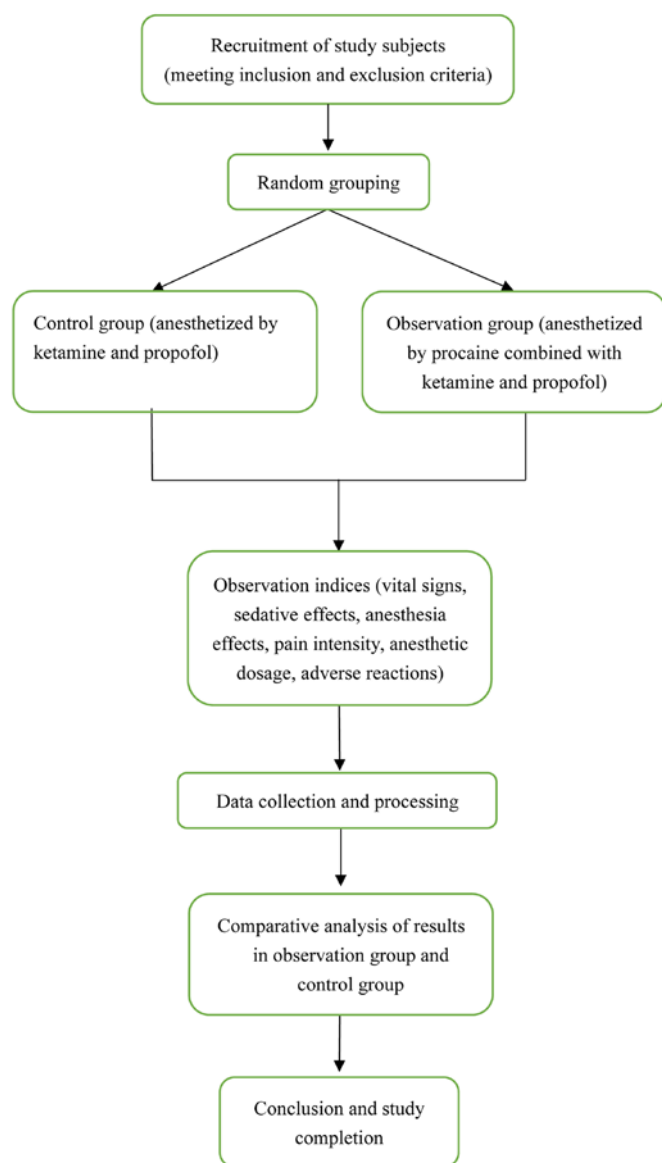 Recruitment of study subjects
(meeting inclusion and exclusion criteria)
Random grouping
Control group (anesthetized by
ketamine and propofol)
Observation group (anesthetized
by procaine combined with
ketamine and propofol)
Observation indices (vital signs,
sedative effects, anesthesia
effects, pain intensity, anesthetic
dosage, adverse reactions)
Data collection and processing
Comparative analysis of results
in observation group and
control group
Conclusion and study
completion